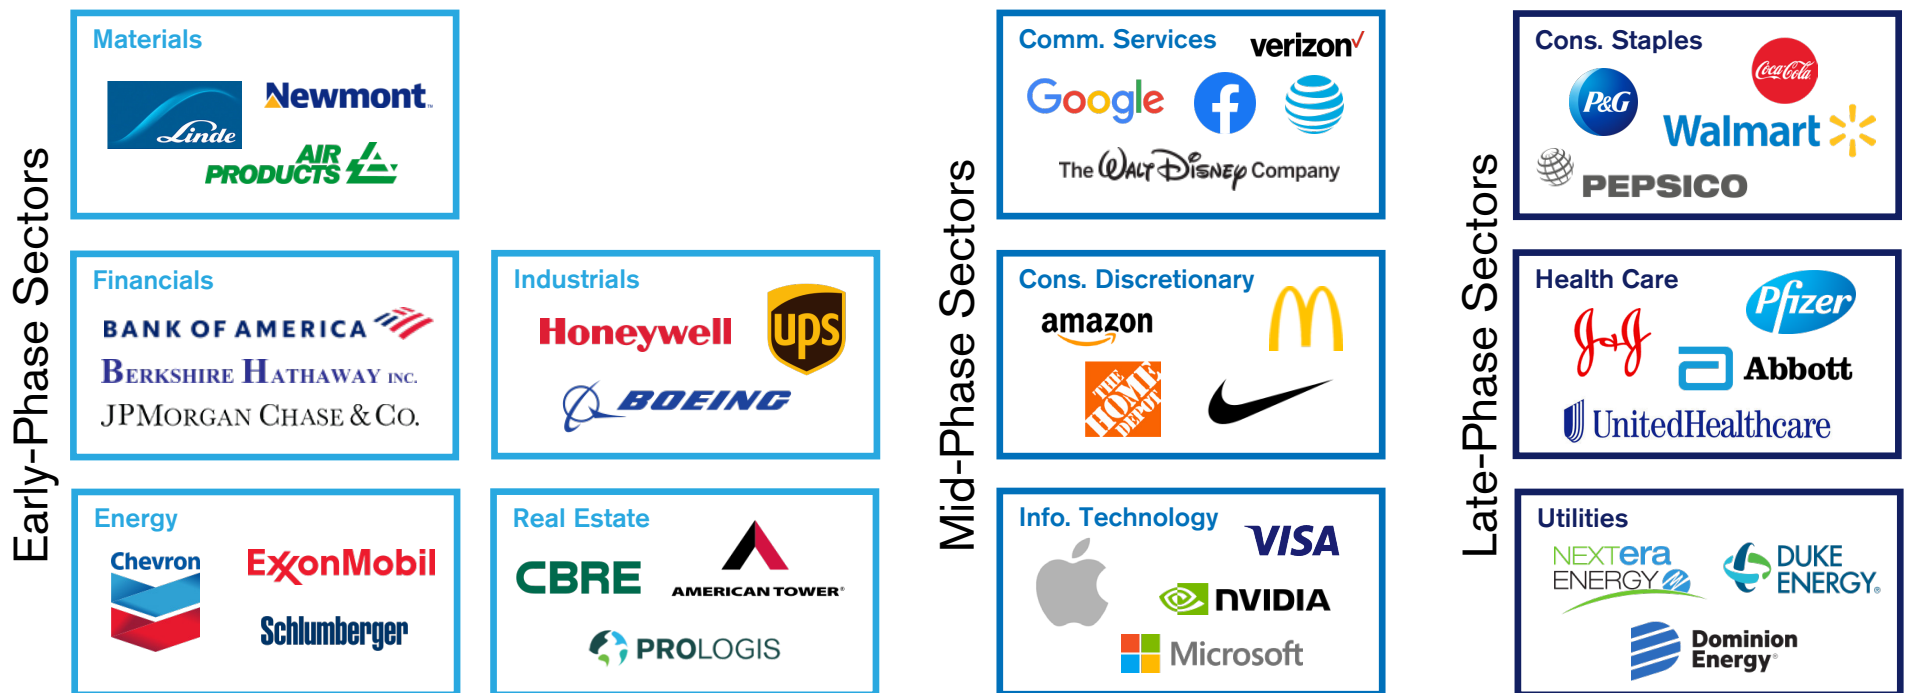 Early-Phase Sectors
Materials
Linde
Newmont™
AIR
PRODUCTS
Financials
BANK OF AMERICA
BERKSHIRE HATHAWAY INC.
JPMORGAN CHASE & CO.
Industrials
Honeywell
ups
BOEING
Energy
Chevron
ExxonMobil
Schlumberger
Real Estate
CBRE
AMERICAN TOWER®
PROLOGIS
Mid-Phase Sectors
Comm. Services
verizon✓
Google
f
The WALT DISNEY Company
Cons. Discretionary
amazon
THE
HOME
DEPOT
Info. Technology
VISA
NVIDIA
Microsoft
Late-Phase Sectors
Cons. Staples
Coca-Cola
P&G
Walmart
PEPSICO
Health Care
Pfizer
J&J
Abbott
UnitedHealthcare
Utilities
NEXTera
ENERGY
DUKE
ENERGY®
Dominion
Energy®